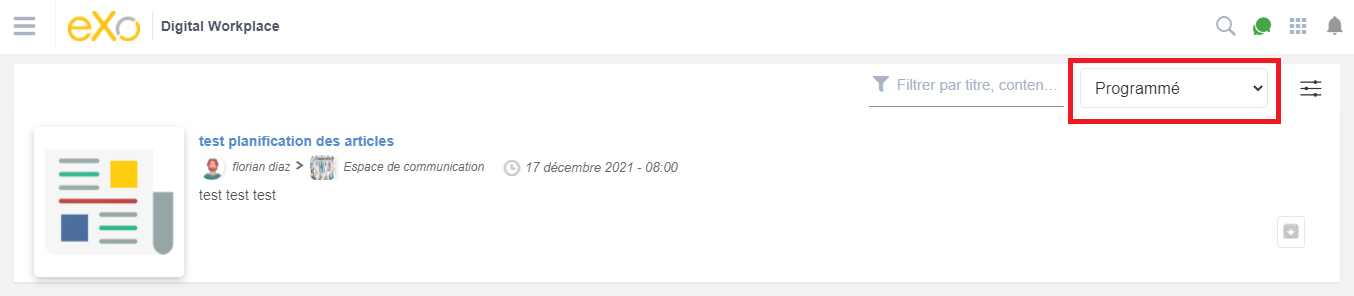 eXo Digital Workplace
Filtrer par titre, conten... Programmé
test planification des articles
florian diaz > Espace de communication 17 décembre 2021 - 08:00
test test test